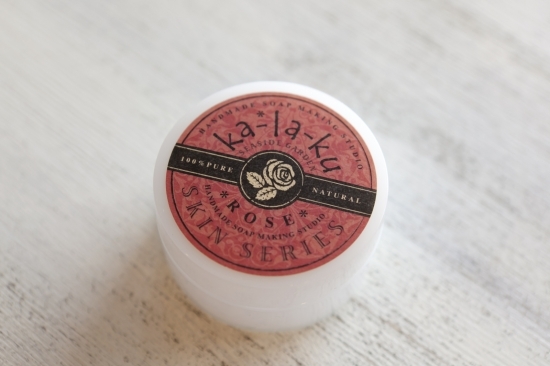 HANDMADE SOAP MAKING STUDIO
ka*la-ku
SEASIDE GARDEN
100% PURE
NATURAL
*ROSE*
HANDMADE SOAP MAKING STUDIO
SKIN SERIES